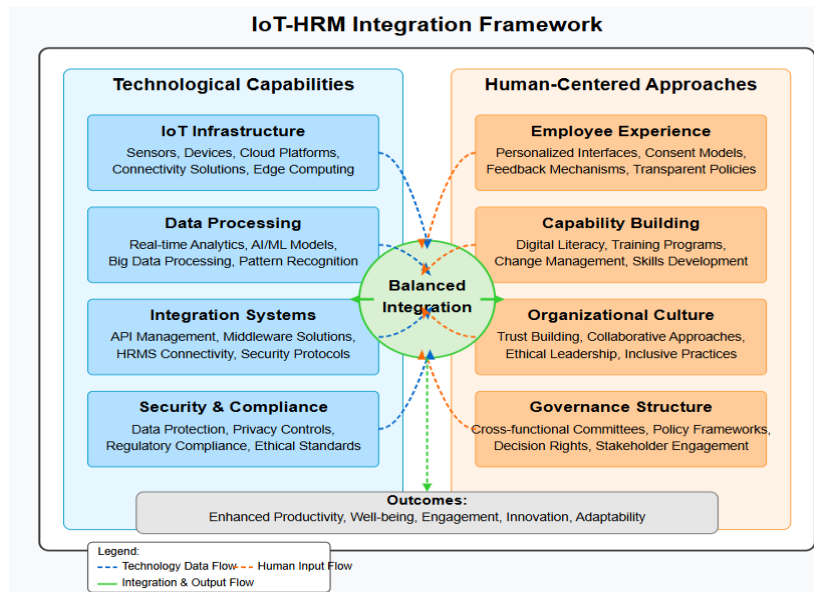 IoT-HRM Integration Framework
Technological Capabilities
IoT Infrastructure
Sensors, Devices, Cloud Platforms,
Connectivity Solutions, Edge Computing
Data Processing
Real-time Analytics, AI/ML Models,
Big Data Processing, Pattern Recognition
Integration Systems
API Management, Middleware Solutions,
HRMS Connectivity, Security Protocols
Security & Compliance
Data Protection, Privacy Controls,
Regulatory Compliance, Ethical Standards
Balanced
Integration
Human-Centered Approaches
Employee Experience
Personalized Interfaces, Consent Models,
Feedback Mechanisms, Transparent Policies
Capability Building
Digital Literacy, Training Programs,
Change Management, Skills Development
Organizational Culture
Trust Building, Collaborative Approaches,
Ethical Leadership, Inclusive Practices
Governance Structure
Cross-functional Committees, Policy Frameworks,
Decision Rights, Stakeholder Engagement
Outcomes:
Enhanced Productivity, Well-being, Engagement, Innovation, Adaptability
Legend:
Technology Data Flow
Human Input Flow
Integration & Output Flow